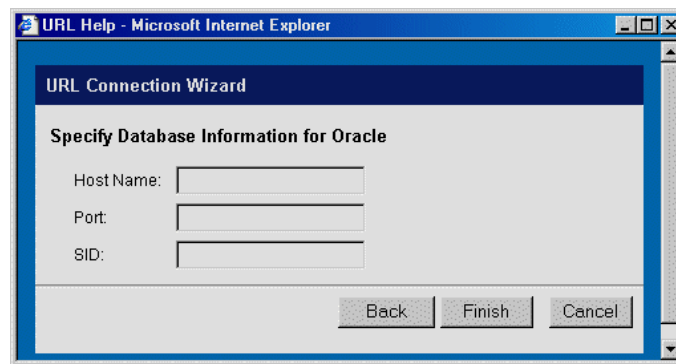 URL Help - Microsoft Internet Explorer
URL Connection Wizard
Specify Database Information for Oracle
Host Name:
Port:
SID:
Back Finish Cancel